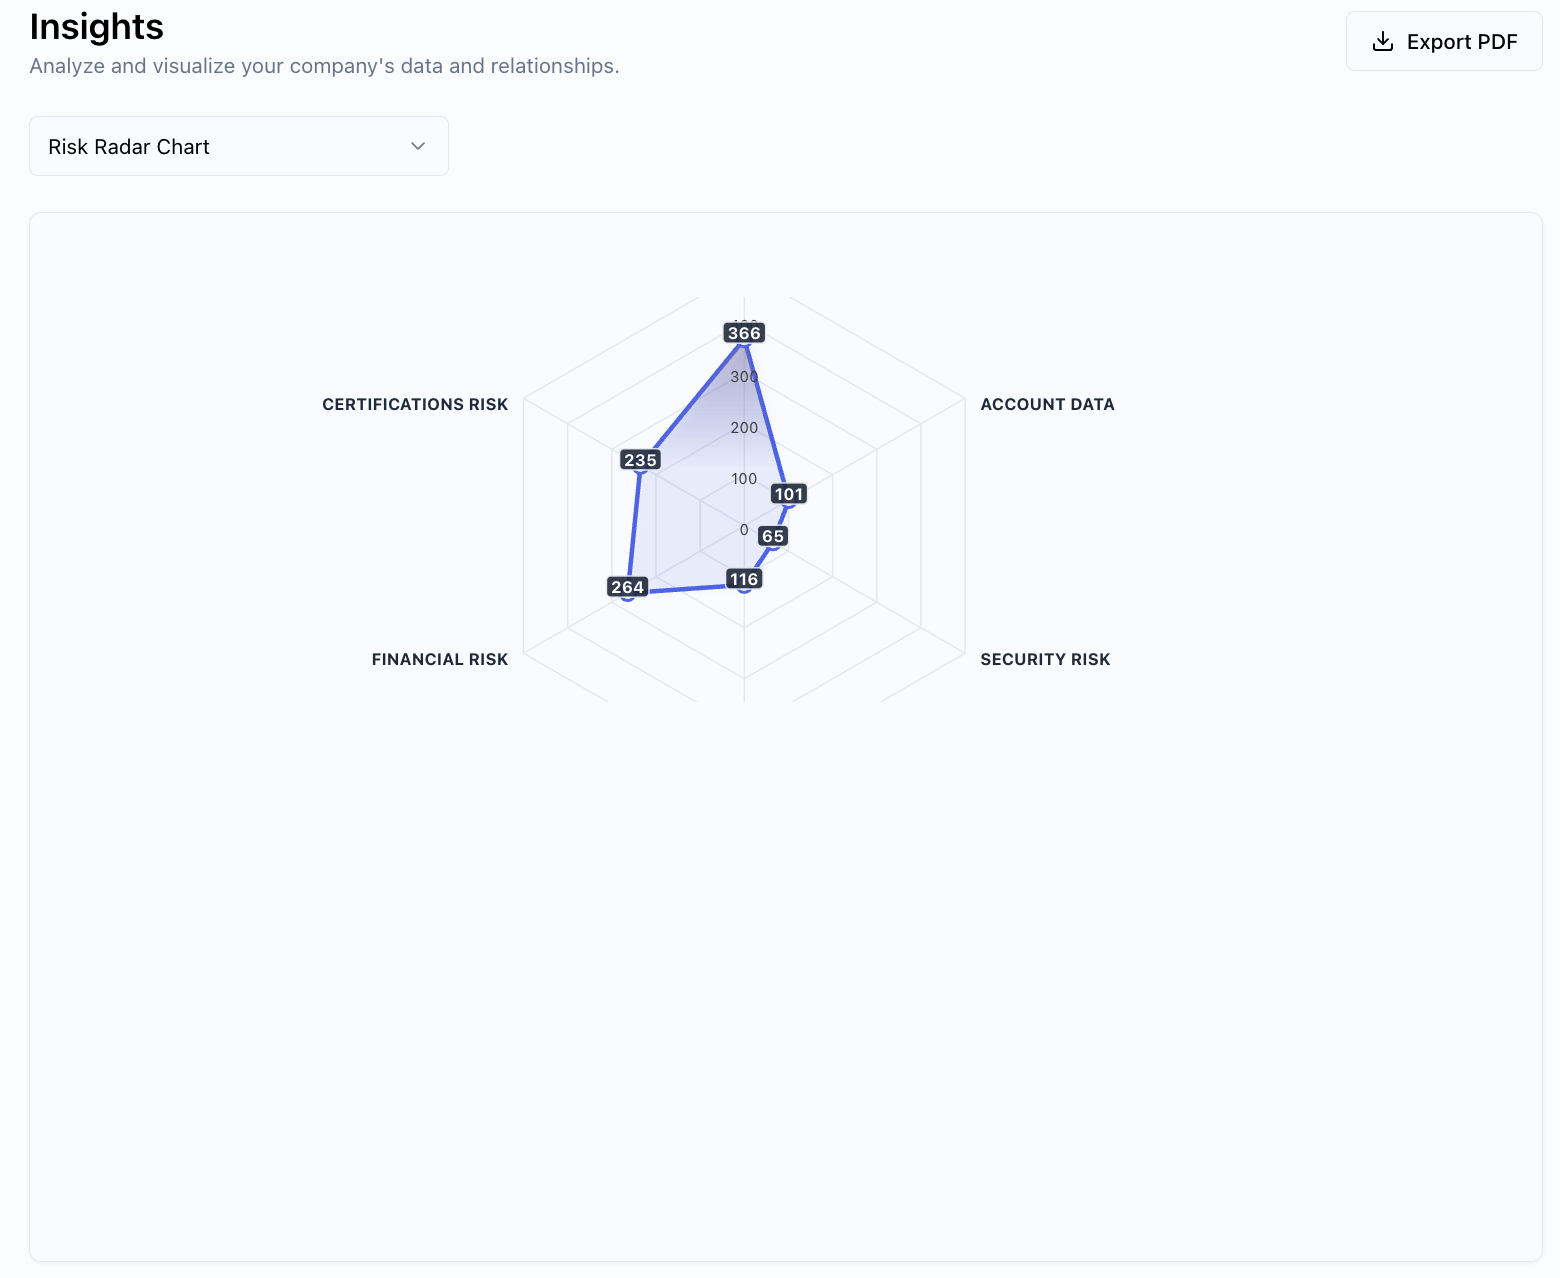 Insights
Analyze and visualize your company's data and relationships.
Export PDF
Risk Radar Chart
366
300
200
100
0
CERTIFICATIONS RISK
ACCOUNT DATA
235
101
65
116
264
FINANCIAL RISK
SECURITY RISK